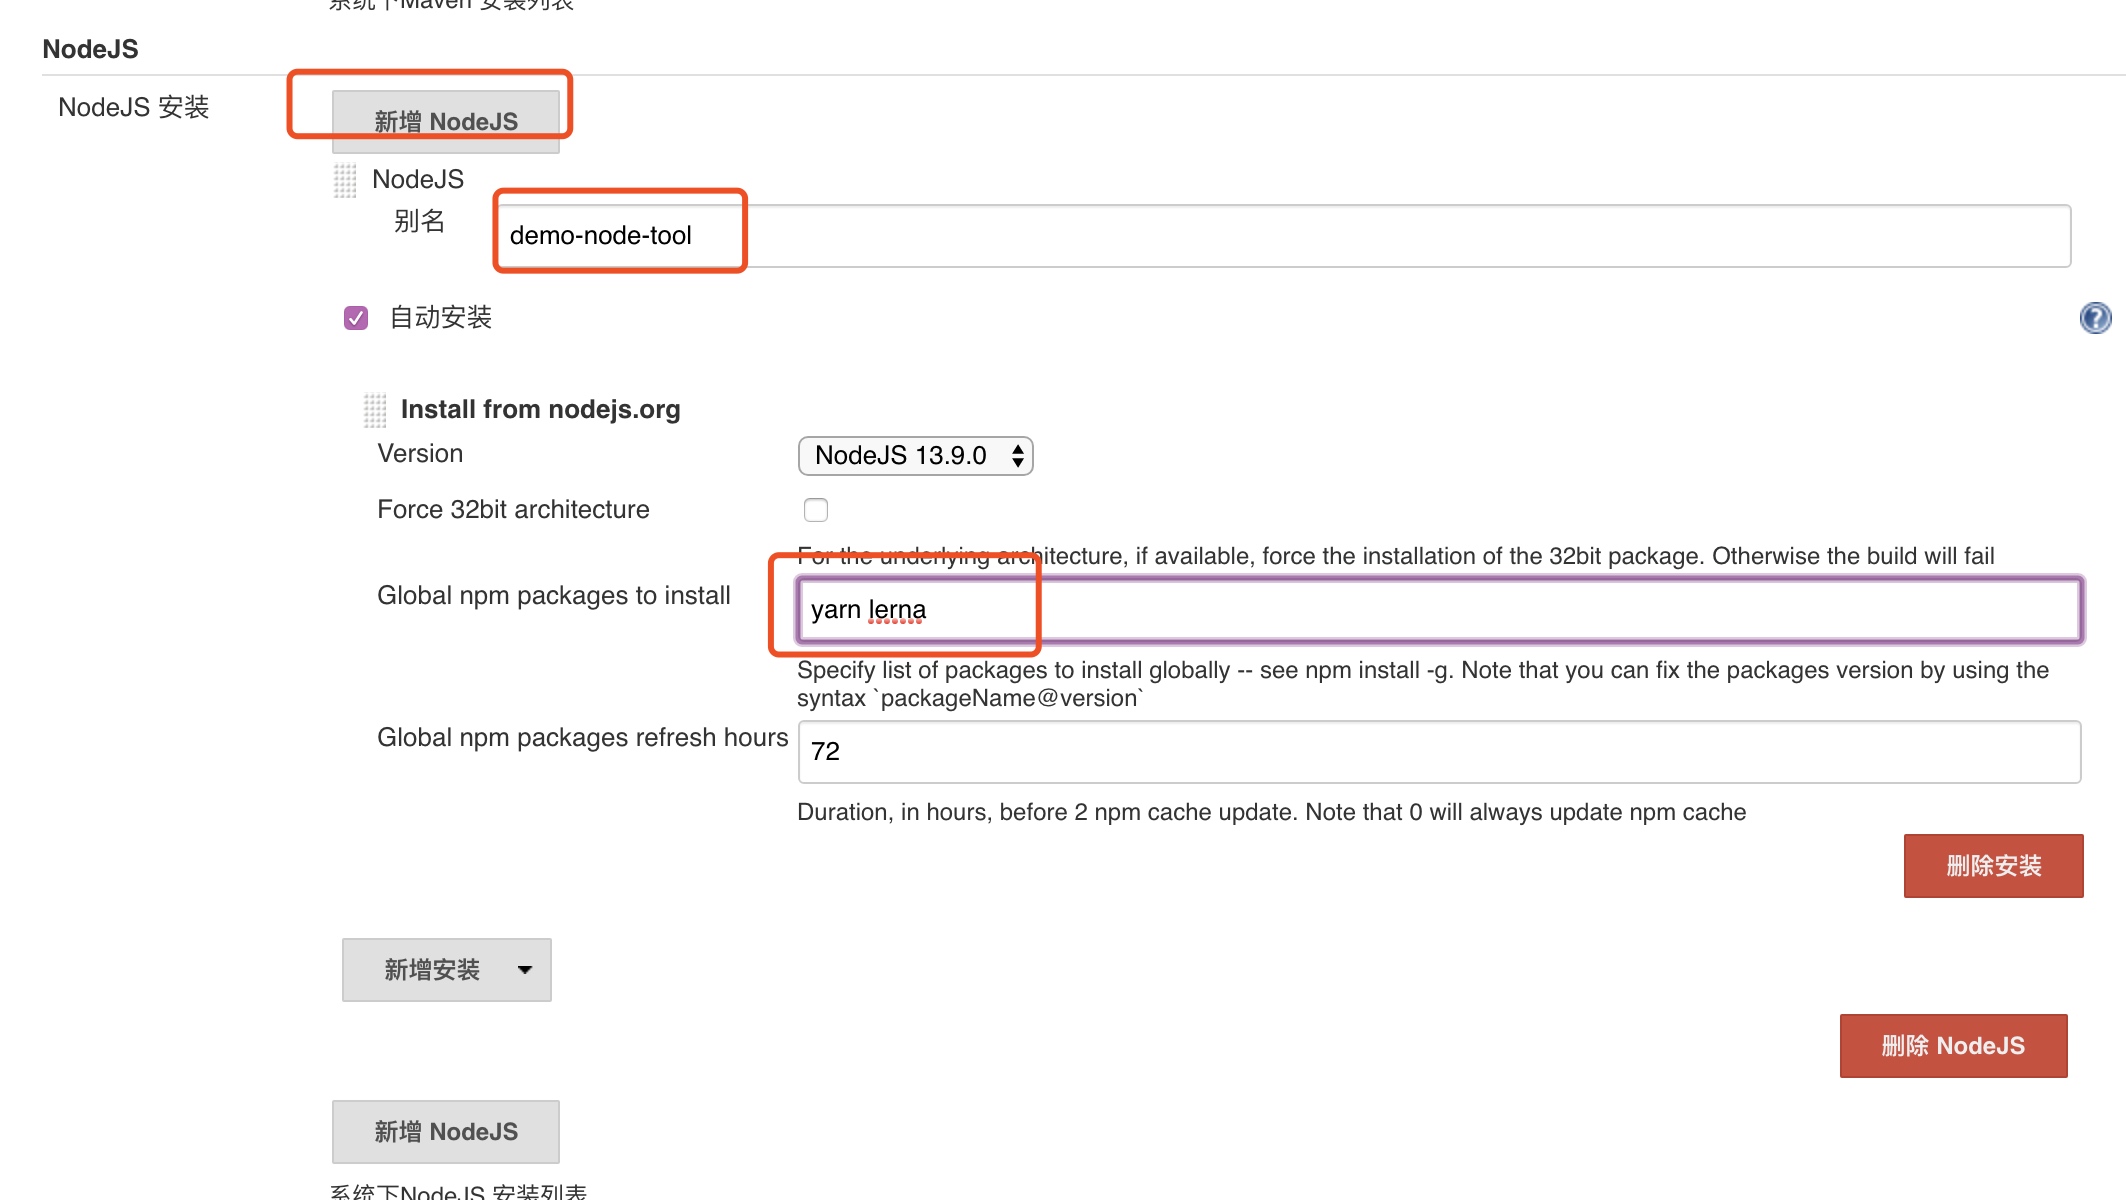 系统下Maven 安装列表
NodeJS
NodeJS 安装
新增 NodeJS
NodeJS
别名
demo-node-tool
自动安装
Install from nodejs.org
Version
NodeJS 13.9.0
Force 32bit architecture
For the underlying architecture, if available, force the installation of the 32bit package. Otherwise the build will fail
Global npm packages to install
yarn lerna
Specify list of packages to install globally -- see npm install -g. Note that you can fix the packages version by using the
syntax `packageName@version`
Global npm packages refresh hours
72
Duration, in hours, before 2 npm cache update. Note that 0 will always update npm cache
删除安装
新增安装
删除 NodeJS
新增 NodeJS
系统下NodeJS 安装列表